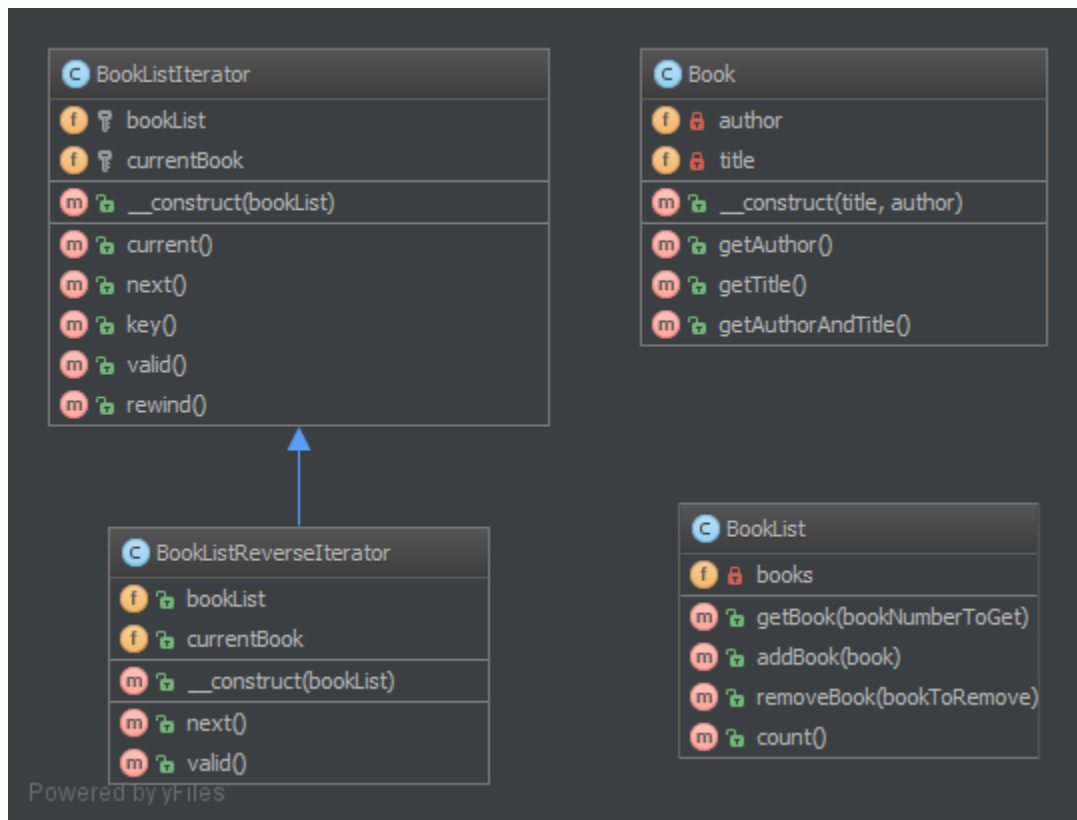 C BookListIterator
f bookList
f currentBook
m __construct(bookList)
m current()
m next()
m key()
m valid()
m rewind()
C Book
f author
f title
m __construct(title, author)
m getAuthor()
m getTitle()
m getAuthorAndTitle()
C BookListReverseIterator
f bookList
f currentBook
m __construct(bookList)
m next()
m valid()
C BookList
f books
m getBook(bookNumberToGet)
m addBook(book)
m removeBook(bookToRemove)
m count()
Powered by yFiles